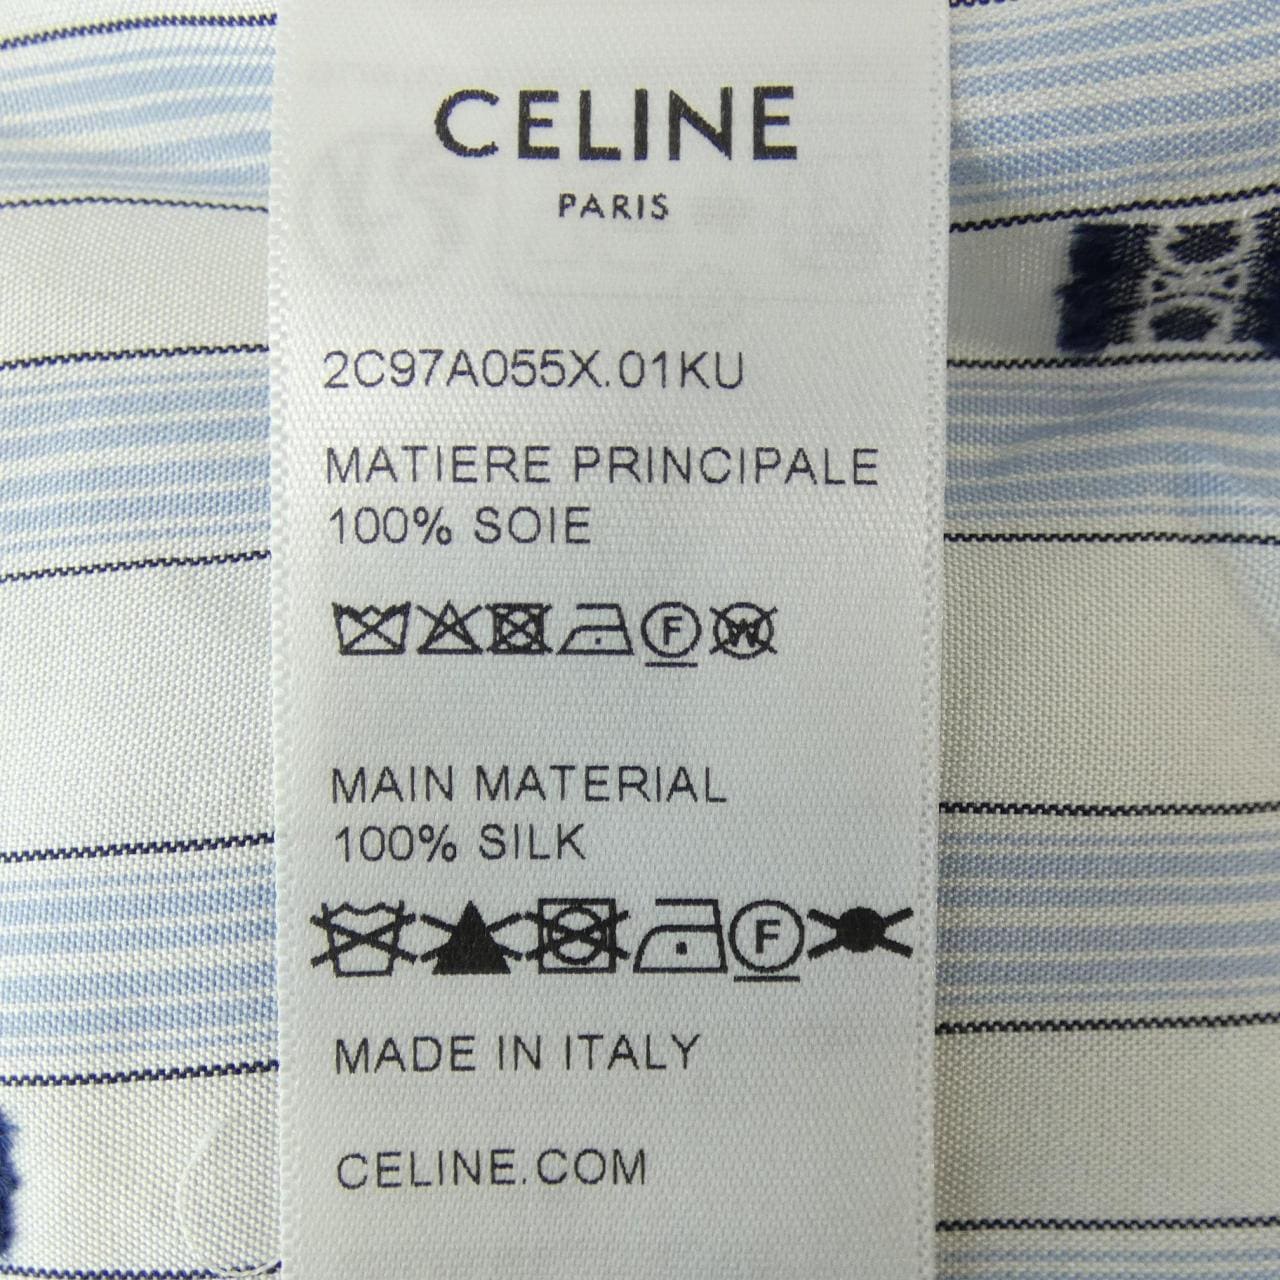 CELINE
PARIS
2C97A055X.01KU
MATIERE PRINCIPALE
100% SOIE
F W
MAIN MATERIAL
100% SILK
F
MADE IN ITALY
CELINE.COM